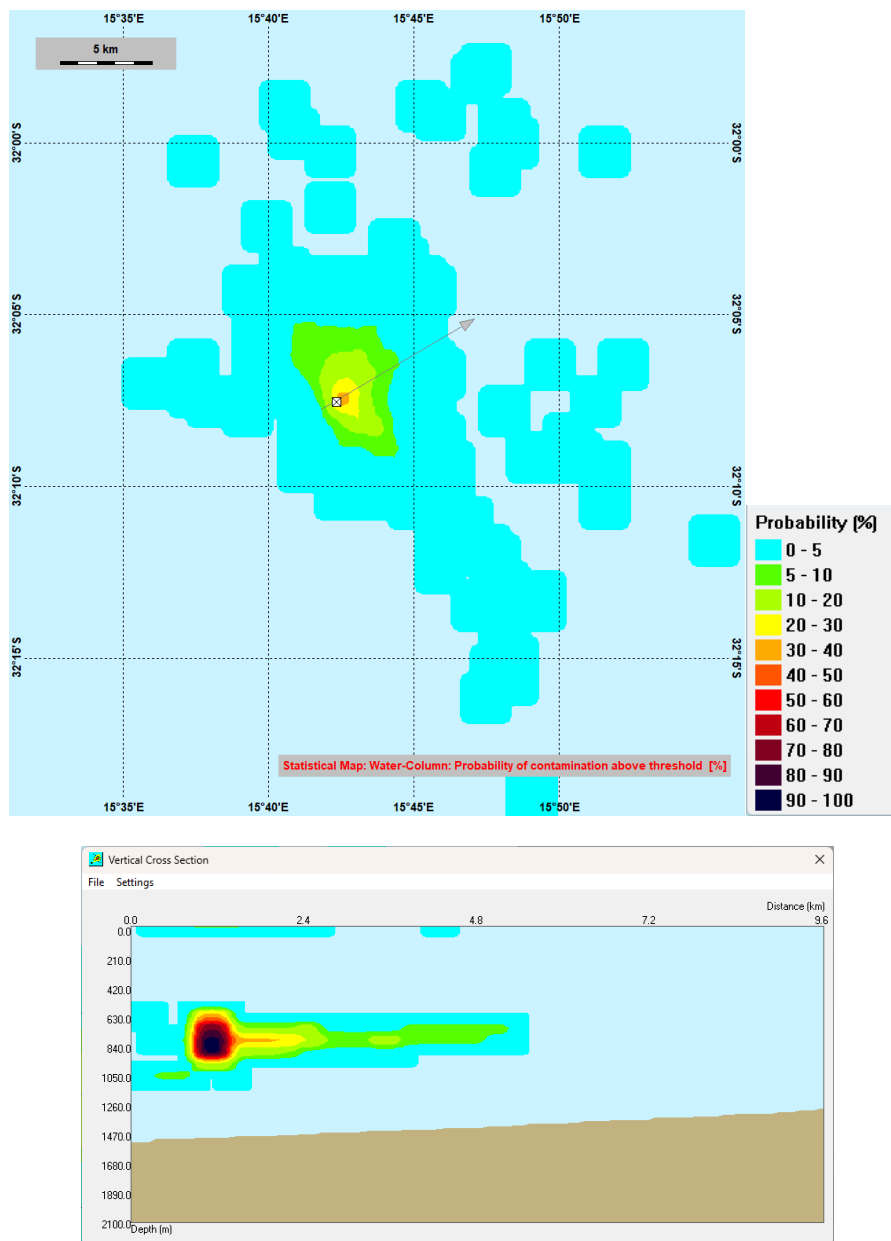 15°35'E 15°40'E 15°45'E 15°50'E
5 km
32°00'S 32°00'S
32°05'S 32°05'S
32°10'S 32°10'S
32°15'S 32°15'S
Statistical Map: Water-Column: Probability of contamination above threshold [%]
15°35'E 15°40'E 15°45'E 15°50'E
Probability (%)
0 - 5
5 - 10
10 - 20
20 - 30
30 - 40
40 - 50
50 - 60
60 - 70
70 - 80
80 - 90
90 - 100
Vertical Cross Section
File Settings
Distance (km)
0.0 2.4 4.8 7.2 9.6
0.0
210.0
420.0
630.0
840.0
1050.0
1260.0
1470.0
1680.0
1890.0
2100.0
Depth (m)